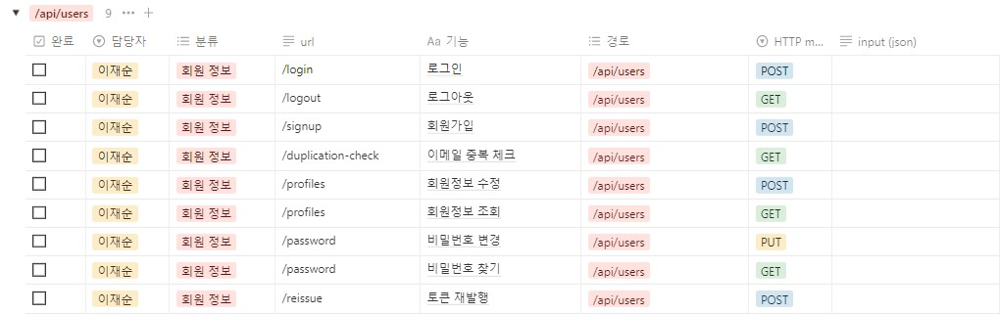 /api/users 9
완료 담당자 분류 url Aa 기능 경로 HTTP m... input (json)
이재순 회원 정보 /login 로그인 /api/users POST
이재순 회원 정보 /logout 로그아웃 /api/users GET
이재순 회원 정보 /signup 회원가입 /api/users POST
이재순 회원 정보 /duplication-check 이메일 중복 체크 /api/users GET
이재순 회원 정보 /profiles 회원정보 수정 /api/users POST
이재순 회원 정보 /profiles 회원정보 조회 /api/users GET
이재순 회원 정보 /password 비밀번호 변경 /api/users PUT
이재순 회원 정보 /password 비밀번호 찾기 /api/users GET
이재순 회원 정보 /reissue 토큰 재발행 /api/users POST